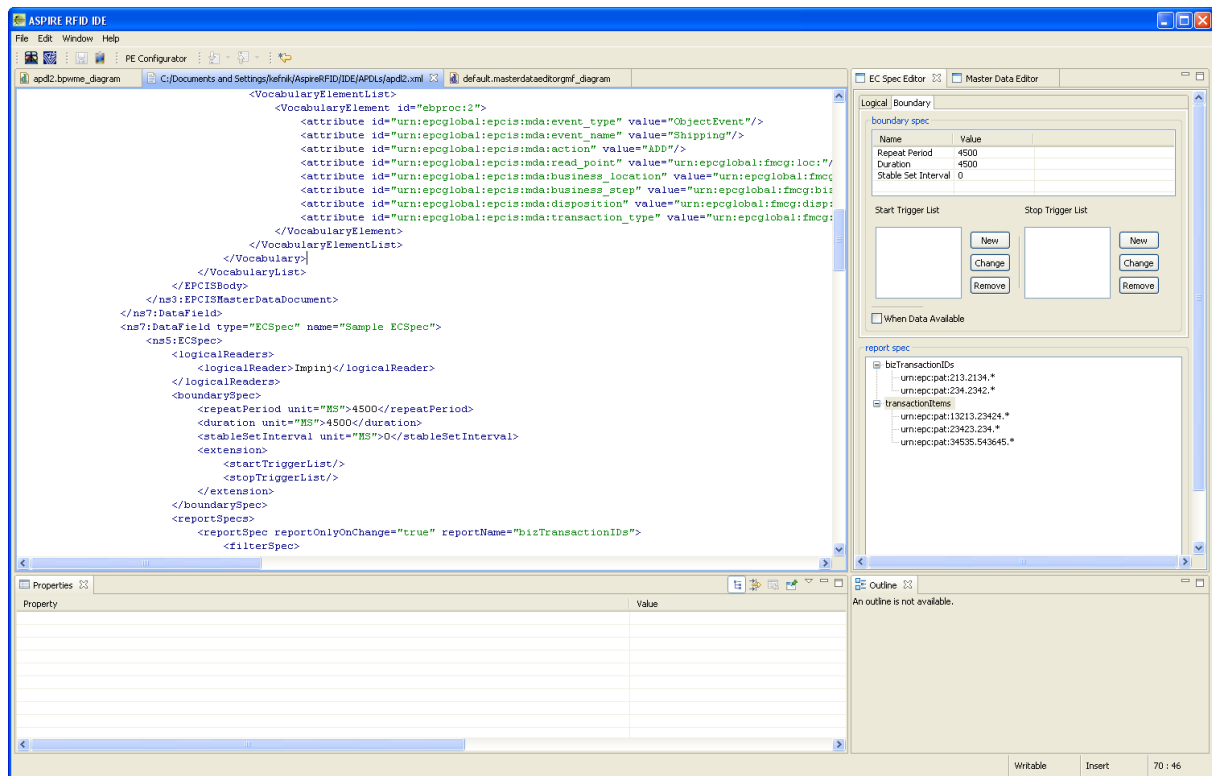 ASPIRE RFID IDE
File Edit Window Help
PE Configurator
apdl2.bpwme_diagram
C:/Documents and Settings/kefnik/AspireRFID/IDE/APDLs/apdl2.xml
default.masterdataeditorgmf_diagram
<VocabularyElementList>
<VocabularyElement id="ebproc:2">
<attribute id="urn:epcglobal:epcis:mda:event_type" value="ObjectEvent"/>
<attribute id="urn:epcglobal:epcis:mda:event_name" value="Shipping"/>
<attribute id="urn:epcglobal:epcis:mda:action" value="ADD"/>
<attribute id="urn:epcglobal:epcis:mda:read_point" value="urn:epcglobal:fmcg:loc:"/
<attribute id="urn:epcglobal:epcis:mda:business_location" value="urn:epcglobal:fmcg
<attribute id="urn:epcglobal:epcis:mda:business_step" value="urn:epcglobal:fmcg:bis
<attribute id="urn:epcglobal:epcis:mda:disposition" value="urn:epcglobal:fmcg:disp:
<attribute id="urn:epcglobal:epcis:mda:transaction_type" value="urn:epcglobal:fmcg:
</VocabularyElement>
</VocabularyElementList>
</Vocabulary>
</VocabularyList>
</EPCISBody>
</ns3:EPCISMasterDataDocument>
</ns7:DataField>
<ns7:DataField type="ECSpec" name="Sample ECSpec">
<ns5:ECSpec>
<logicalReaders>
<logicalReader>Impinj</logicalReader>
</logicalReaders>
<boundarySpec>
<repeatPeriod unit="MS">4500</repeatPeriod>
<duration unit="MS">4500</duration>
<stableSetInterval unit="MS">0</stableSetInterval>
<extension>
<startTriggerList/>
<stopTriggerList/>
</extension>
</boundarySpec>
<reportSpecs>
<reportSpec reportOnlyOnChange="true" reportName="bizTransactionIDs">
<filterSpec>
EC Spec Editor
Master Data Editor
Logical Boundary
boundary spec
Name Value
Repeat Period 4500
Duration 4500
Stable Set Interval 0
Start Trigger List Stop Trigger List
New New
Change Change
Remove Remove
When Data Available
report spec
bizTransactionIDs
urn:epc:pat:213.2134.*
urn:epc:pat:234.2342.*
transactionItems
urn:epc:pat:13213.23424.*
urn:epc:pat:23423.234.*
urn:epc:pat:34535.543645.*
Properties
Property Value
Outline
An outline is not available.
Writable Insert 70 : 46